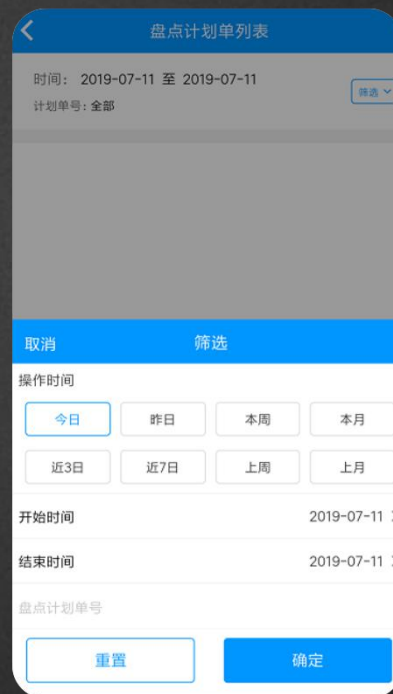 盘点计划单列表
时间: 2019-07-11 至 2019-07-11
筛选
计划单号: 全部
取消 筛选
操作时间
今日 昨日 本周 本月
近3日 近7日 上周 上月
开始时间 2019-07-11
结束时间 2019-07-11
盘点计划单号
重置 确定